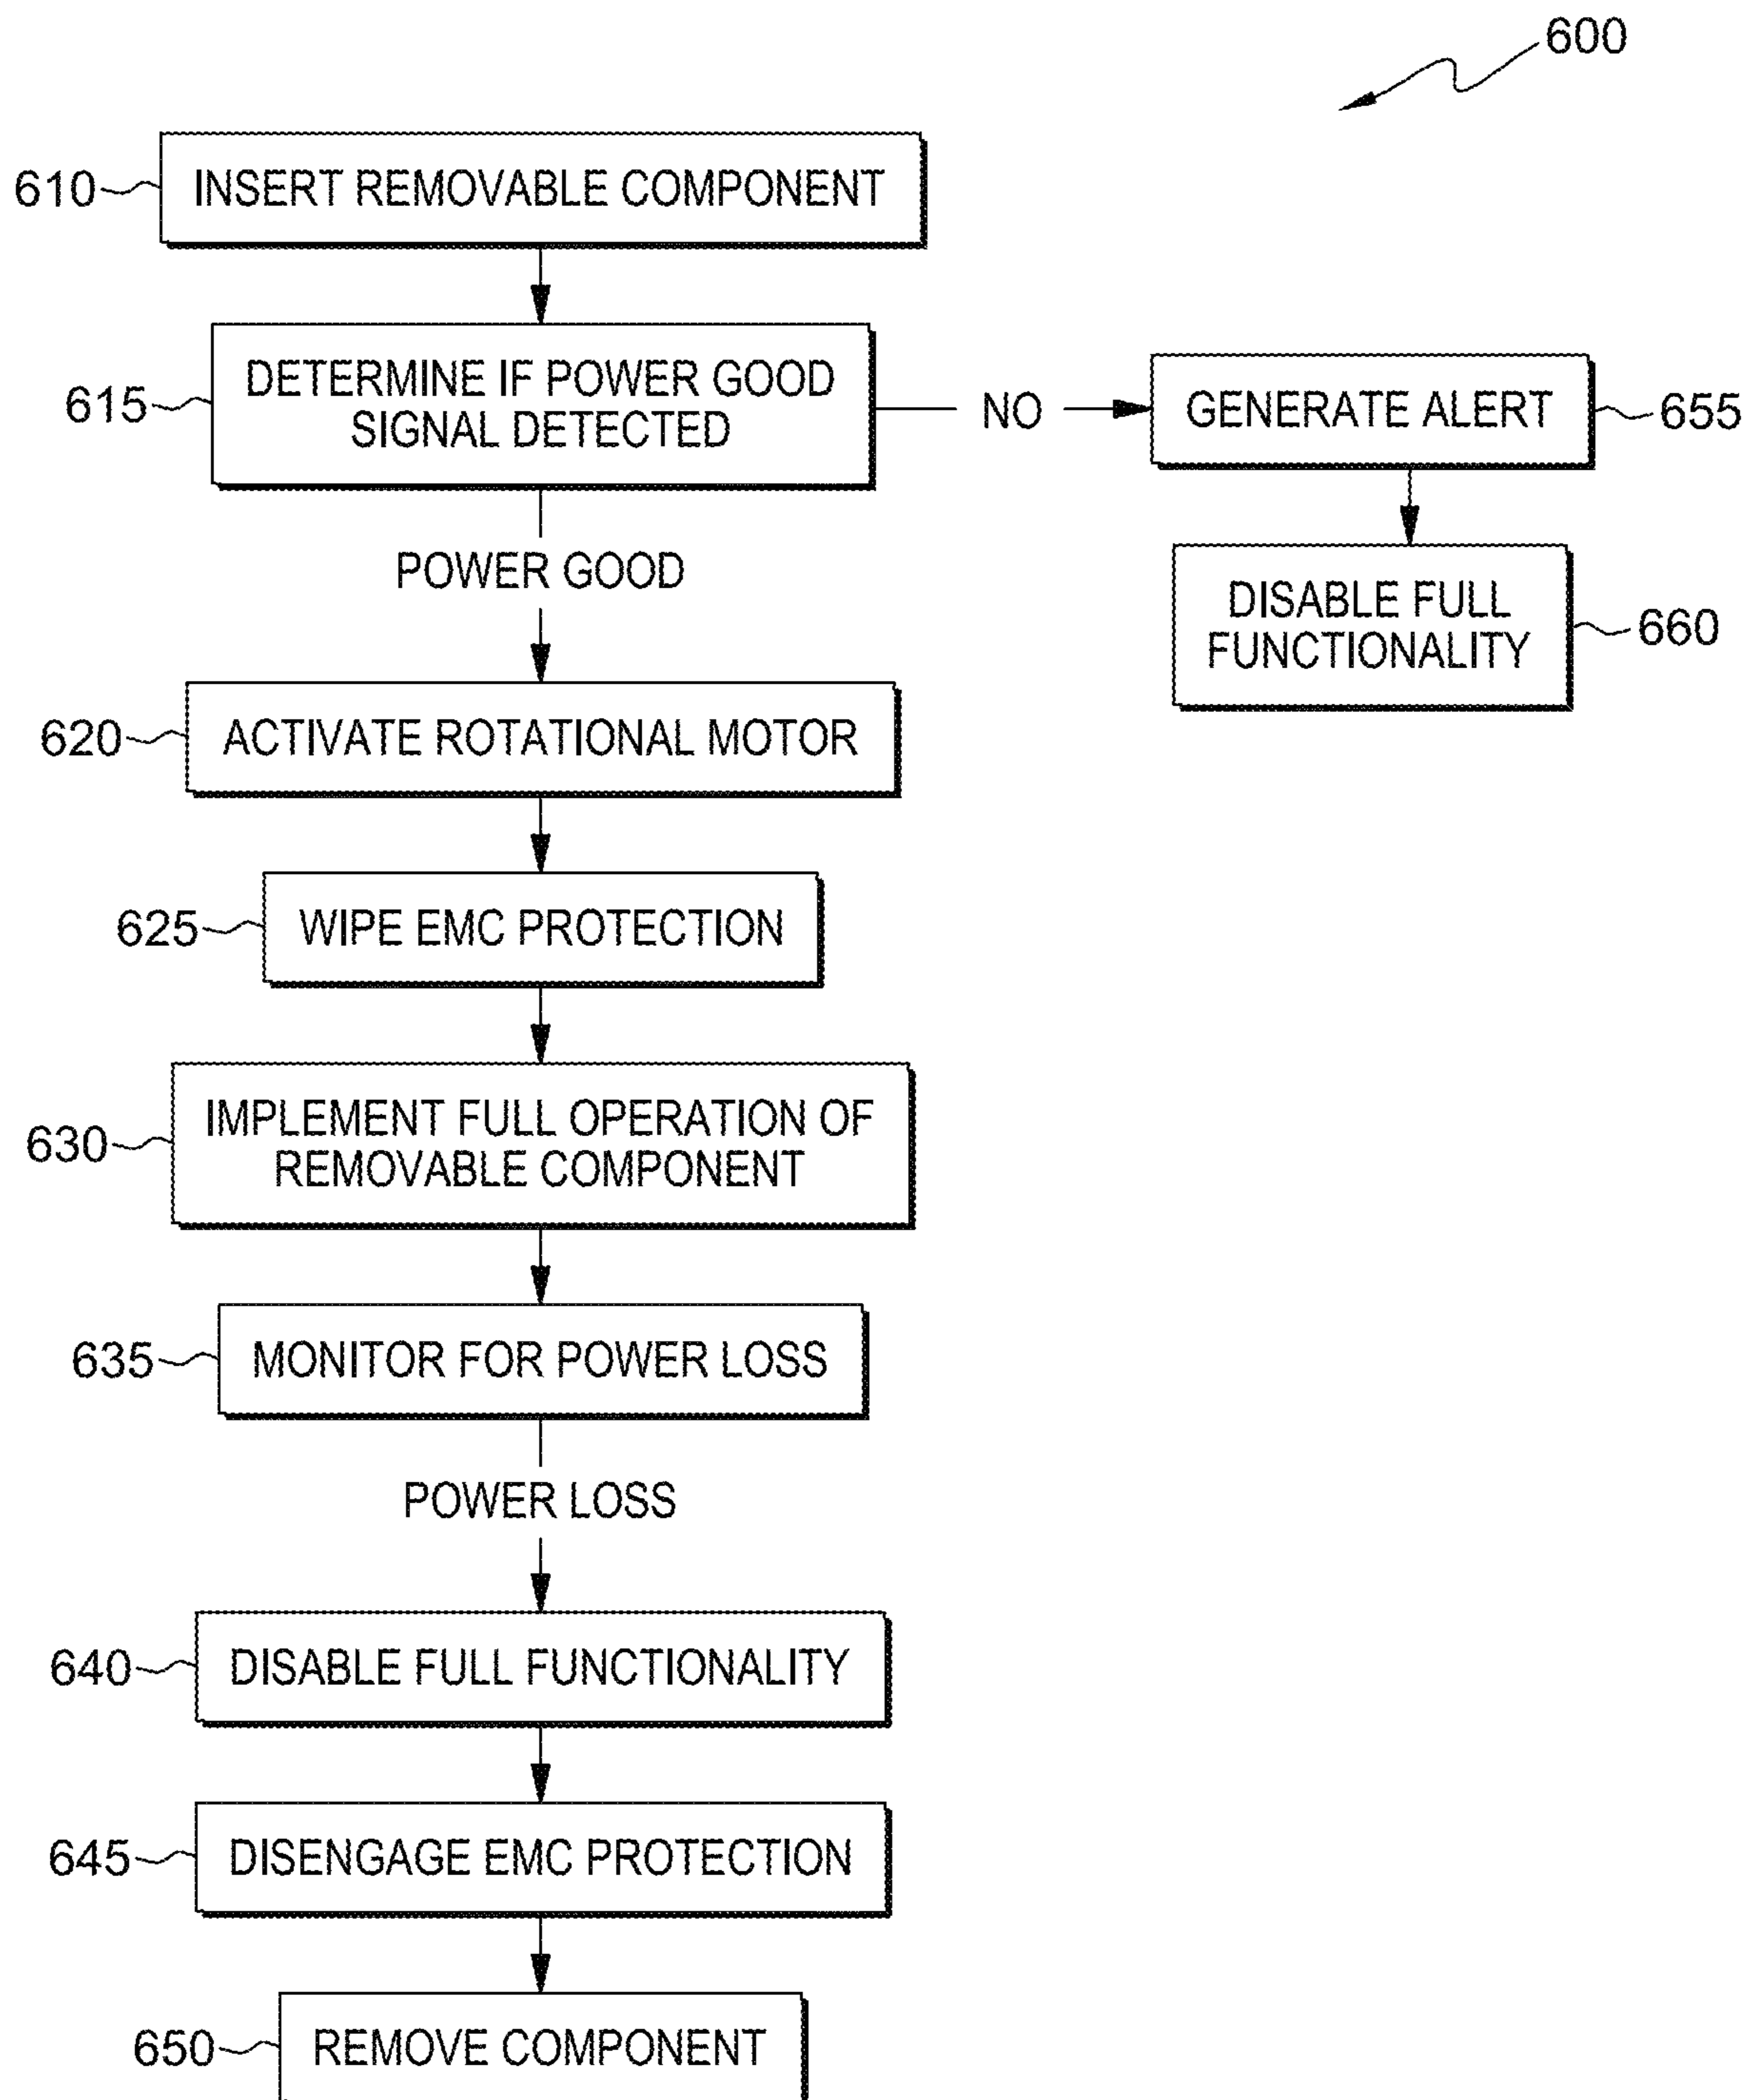 600
610
INSERT REMOVABLE COMPONENT
615
DETERMINE IF POWER GOOD
SIGNAL DETECTED
NO
GENERATE ALERT
655
DISABLE FULL
FUNCTIONALITY
660
POWER GOOD
620
ACTIVATE ROTATIONAL MOTOR
625
WIPE EMC PROTECTION
630
IMPLEMENT FULL OPERATION OF
REMOVABLE COMPONENT
635
MONITOR FOR POWER LOSS
POWER LOSS
640
DISABLE FULL FUNCTIONALITY
645
DISENGAGE EMC PROTECTION
650
REMOVE COMPONENT